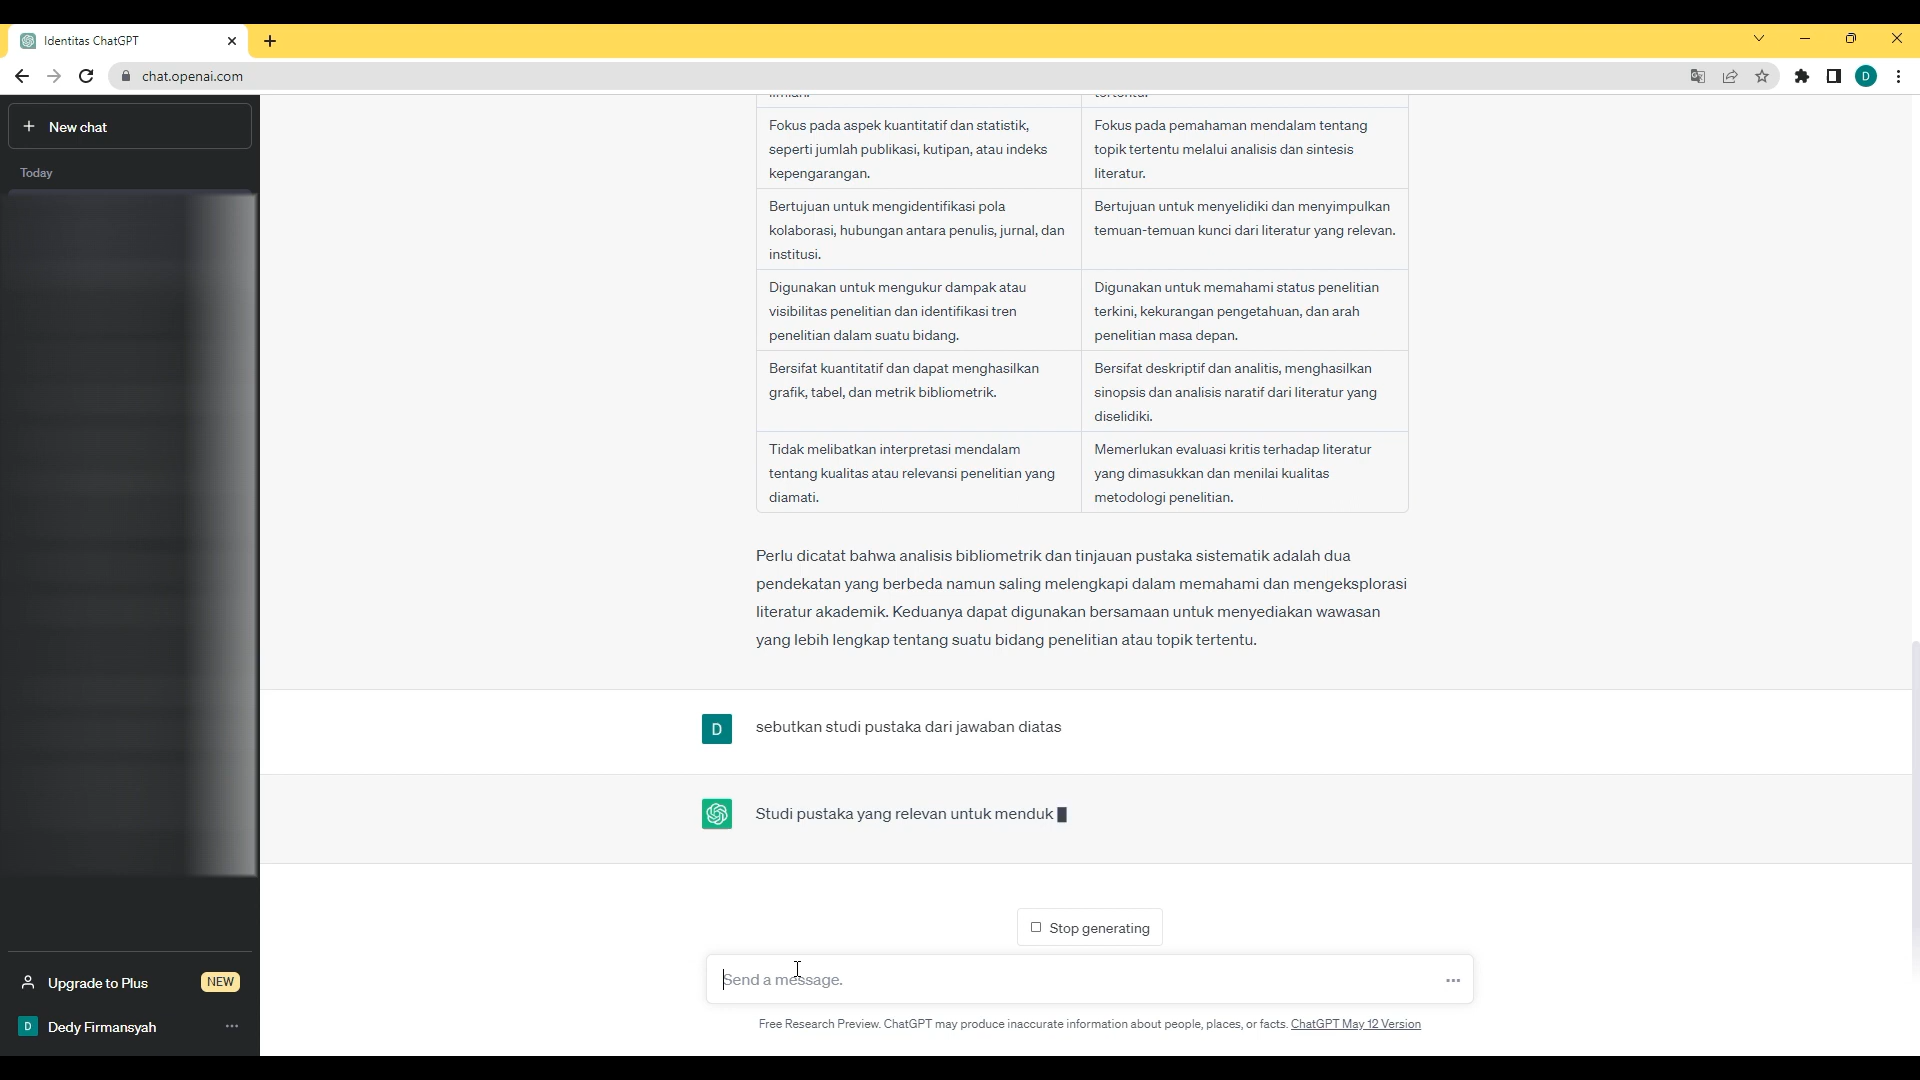 Identitas ChatGPT
chat.openai.com
D
New chat
Today
Fokus pada aspek kuantitatif dan statistik,
seperti jumlah publikasi, kutipan, atau indeks
kepengarangan.
Fokus pada pemahaman mendalam tentang
topik tertentu melalui analisis dan sintesis
literatur.
Bertujuan untuk mengidentifikasi pola
kolaborasi, hubungan antara penulis, jurnal, dan
institusi.
Bertujuan untuk menyelidiki dan menyimpulkan
temuan-temuan kunci dari literatur yang relevan.
Digunakan untuk mengukur dampak atau
visibilitas penelitian dan identifikasi tren
penelitian dalam suatu bidang.
Digunakan untuk memahami status penelitian
terkini, kekurangan pengetahuan, dan arah
penelitian masa depan.
Bersifat kuantitatif dan dapat menghasilkan
grafik, tabel, dan metrik bibliometrik.
Bersifat deskriptif dan analitis, menghasilkan
sinopsis dan analisis naratif dari literatur yang
diselidiki.
Tidak melibatkan interpretasi mendalam
tentang kualitas atau relevansi penelitian yang
diamati.
Memerlukan evaluasi kritis terhadap literatur
yang dimasukkan dan menilai kualitas
metodologi penelitian.
Perlu dicatat bahwa analisis bibliometrik dan tinjauan pustaka sistematik adalah dua
pendekatan yang berbeda namun saling melengkapi dalam memahami dan mengeksplorasi
literatur akademik. Keduanya dapat digunakan bersamaan untuk menyediakan wawasan
yang lebih lengkap tentang suatu bidang penelitian atau topik tertentu.
D
sebutkan studi pustaka dari jawaban diatas
Studi pustaka yang relevan untuk menduk
Stop generating
Send a message.
Free Research Preview. ChatGPT may produce inaccurate information about people, places, or facts. ChatGPT May 12 Version
Upgrade to Plus
NEW
D
Dedy Firmansyah